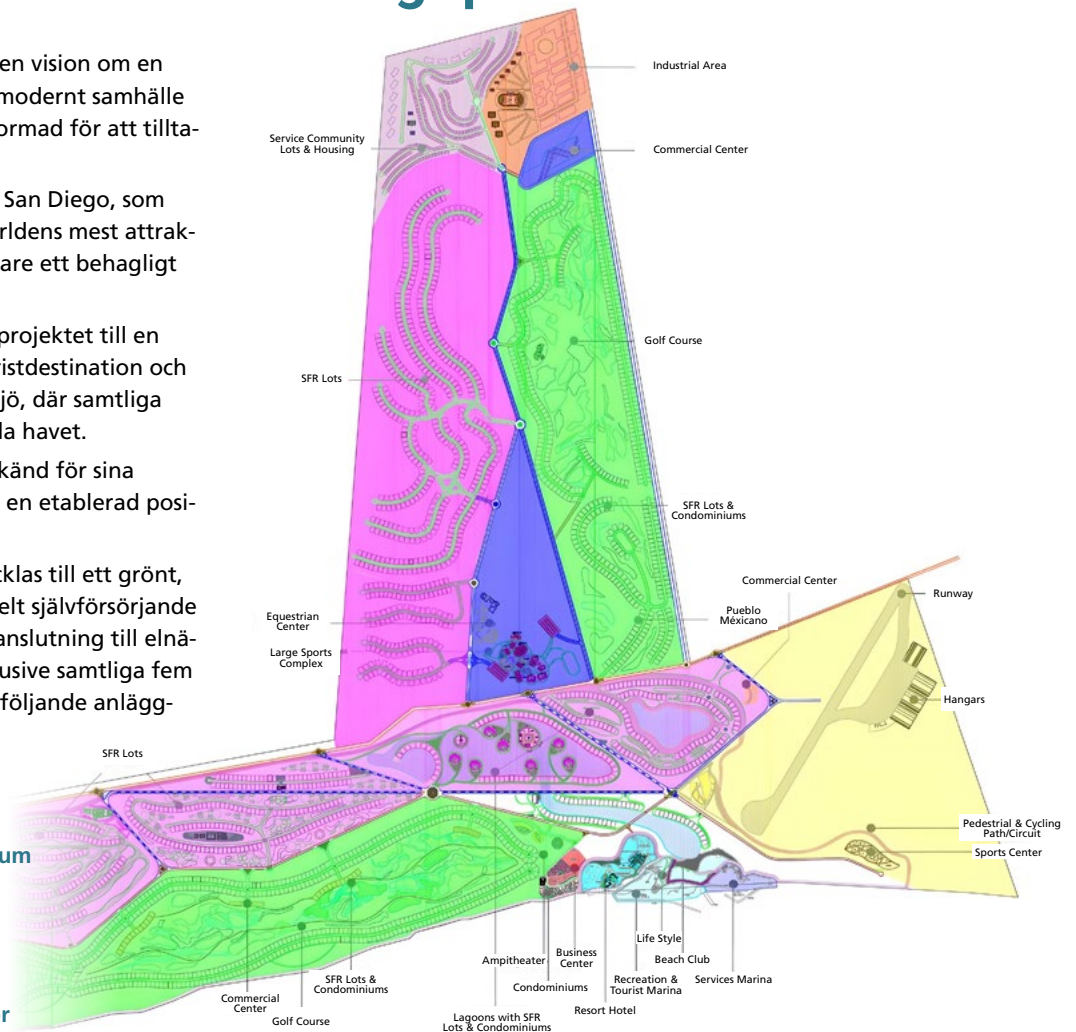 en vision om en
modernt samhälle
ormad för att tillta-
San Diego, som
rldens mest attrak-
are ett behagligt
projektet till en
ristdestination och
jö, där samtliga
la havet.
känd för sina
en etablerad posi-
cklas till ett grönt,
elt självförsörjande
anslutning till elnä-
usive samtliga fem
följande anlägg-
um
r
Industrial Area
Service Community
Lots & Housing
Commercial Center
Golf Course
SFR Lots
SFR Lots &
Condominiums
Commercial Center
Runway
Equestrian
Center
Pueblo
Méxicano
Large Sports
Complex
Hangars
SFR Lots
Pedestrial & Cycling
Path/Circuit
Sports Center
Life Style
Ampitheater
Business
Center
Beach Club
SFR Lots &
Condominiums
Condominiums
Recreation &
Tourist Marina
Services Marina
Commercial
Center
Golf Course
Lagoons with SFR
Lots & Condominiums
Resort Hotel